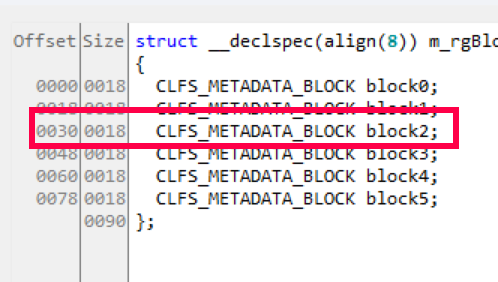 Offset Size struct __declspec(align(8)) m_rgBlo
{
0000 0018 CLFS_METADATA_BLOCK block0;
0018 0018 CLFS_METADATA_BLOCK block1;
0030 0018 CLFS_METADATA_BLOCK block2;
0048 0018 CLFS_METADATA_BLOCK block3;
0060 0018 CLFS_METADATA_BLOCK block4;
0078 0018 CLFS_METADATA_BLOCK block5;
0090 };